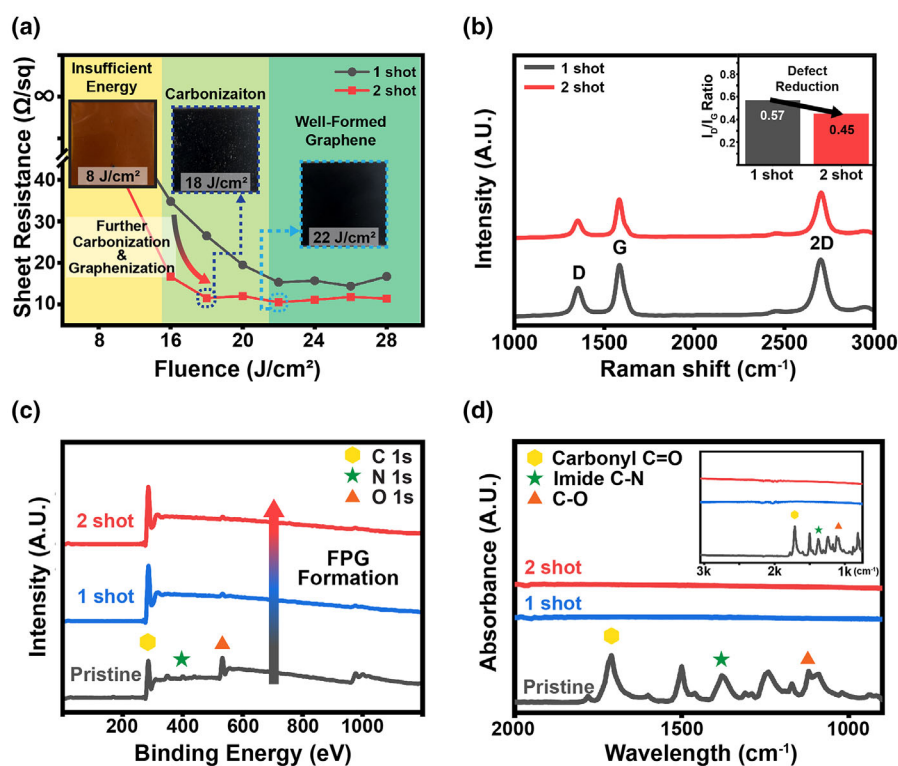 (a)
Insufficient
Energy
Carbonizaiton
Well-Formed
Graphene
1 shot
2 shot
8 J/cm²
18 J/cm²
22 J/cm²
Further
Carbonization
&
Graphenization
Sheet Resistance (Ω/sq)
∞
40
30
20
10
8
16
20
24
28
Fluence (J/cm²)
(b)
1 shot
2 shot
Defect
Reduction
I_D/I_G Ratio
0.8
0.6
0.4
0.2
0.57
0.45
1 shot
2 shot
D
G
2D
Intensity (A.U.)
1000
1500
2000
2500
3000
Raman shift (cm⁻¹)
(c)
C 1s
N 1s
O 1s
2 shot
1 shot
Pristine
FPG
Formation
Intensity (A.U.)
200
400
600
800
1000
Binding Energy (eV)
(d)
Carbonyl C=O
Imide C-N
C-O
3k
2k
1k (cm⁻¹)
2 shot
1 shot
Pristine
Absorbance (A.U.)
2000
1500
1000
Wavelength (cm⁻¹)